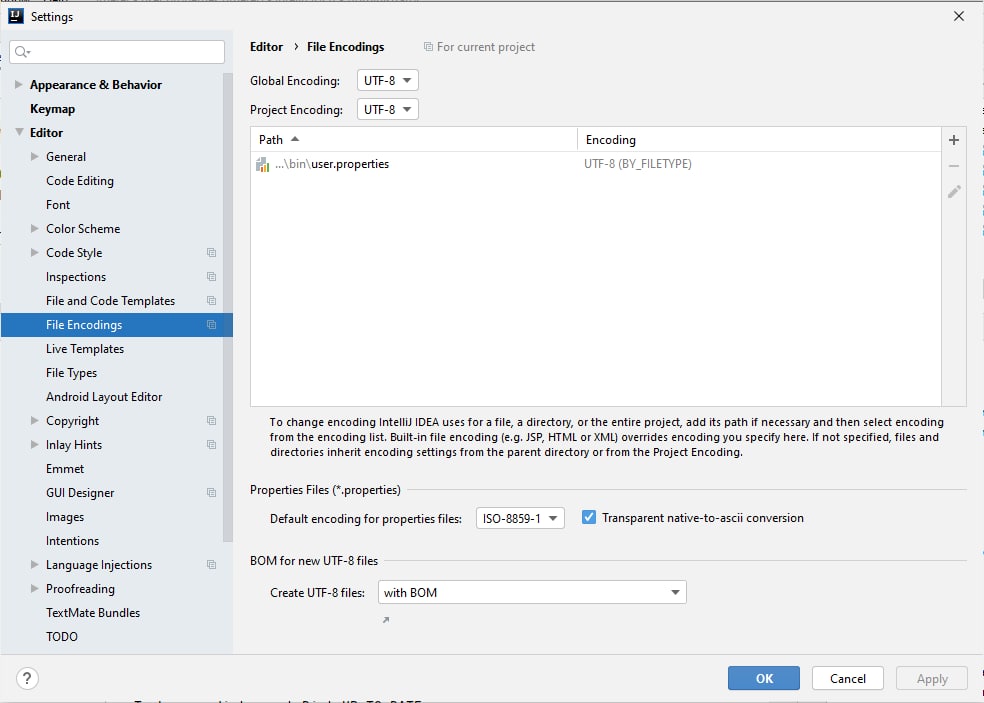 Settings
Editor › File Encodings For current project
Global Encoding: UTF-8
Project Encoding: UTF-8
Path Encoding
...\bin\user.properties UTF-8 (BY_FILETYPE)
Appearance & Behavior
Keymap
Editor
General
Code Editing
Font
Color Scheme
Code Style
Inspections
File and Code Templates
File Encodings
Live Templates
File Types
Android Layout Editor
Copyright
Inlay Hints
Emmet
GUI Designer
Images
Intentions
Language Injections
Proofreading
TextMate Bundles
TODO
To change encoding IntelliJ IDEA uses for a file, a directory, or the entire project, add its path if necessary and then select encoding
from the encoding list. Built-in file encoding (e.g. JSP, HTML or XML) overrides encoding you specify here. If not specified, files and
directories inherit encoding settings from the parent directory or from the Project Encoding.
Properties Files (*.properties)
Default encoding for properties files: ISO-8859-1 Transparent native-to-ascii conversion
BOM for new UTF-8 files
Create UTF-8 files: with BOM
?
OK Cancel Apply